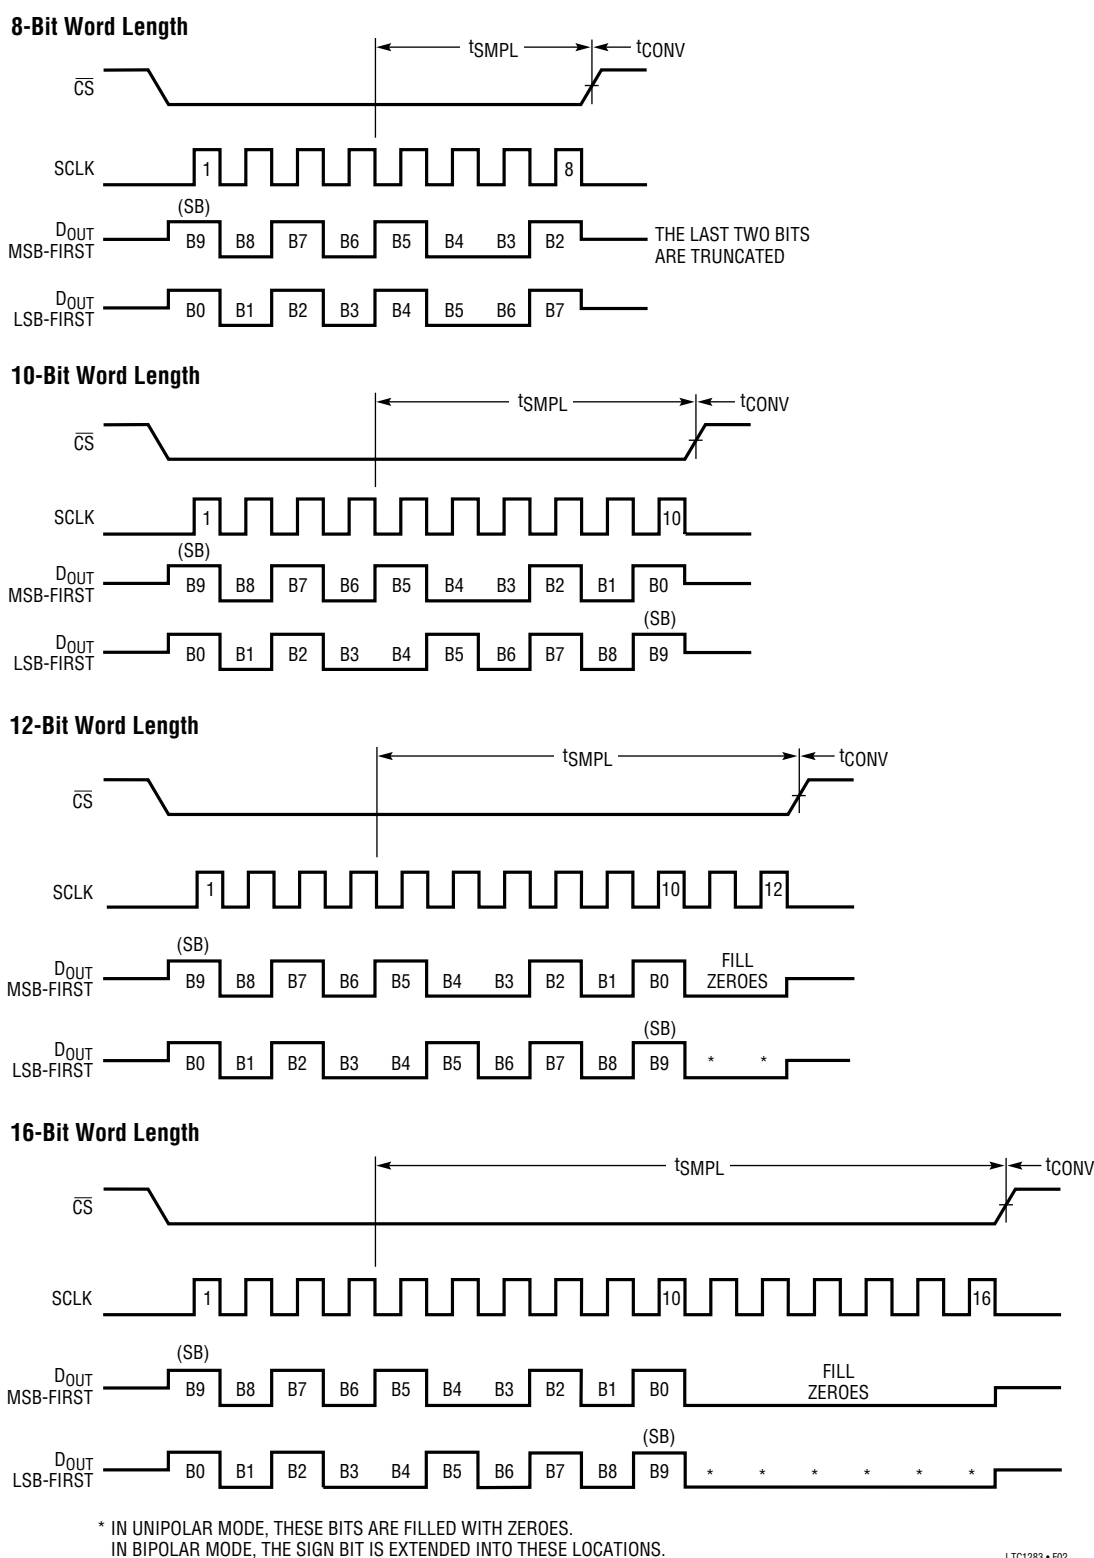 8-Bit Word Length
tSMPL tCONV
CS
SCLK 1 8
(SB)
DOUT
MSB-FIRST B9 B8 B7 B6 B5 B4 B3 B2
THE LAST TWO BITS
ARE TRUNCATED
DOUT
LSB-FIRST B0 B1 B2 B3 B4 B5 B6 B7
10-Bit Word Length
tSMPL tCONV
CS
SCLK 1 10
(SB)
DOUT
MSB-FIRST B9 B8 B7 B6 B5 B4 B3 B2 B1 B0
(SB)
DOUT
LSB-FIRST B0 B1 B2 B3 B4 B5 B6 B7 B8 B9
12-Bit Word Length
tSMPL tCONV
CS
SCLK 1 10 12
(SB)
DOUT
MSB-FIRST B9 B8 B7 B6 B5 B4 B3 B2 B1 B0
FILL
ZEROES
(SB)
DOUT
LSB-FIRST B0 B1 B2 B3 B4 B5 B6 B7 B8 B9 * *
16-Bit Word Length
tSMPL tCONV
CS
SCLK 1 10 16
(SB)
DOUT
MSB-FIRST B9 B8 B7 B6 B5 B4 B3 B2 B1 B0
FILL
ZEROES
(SB)
DOUT
LSB-FIRST B0 B1 B2 B3 B4 B5 B6 B7 B8 B9 * * * * * *
* IN UNIPOLAR MODE, THESE BITS ARE FILLED WITH ZEROES.
IN BIPOLAR MODE, THE SIGN BIT IS EXTENDED INTO THESE LOCATIONS.
LTC1283 • F02